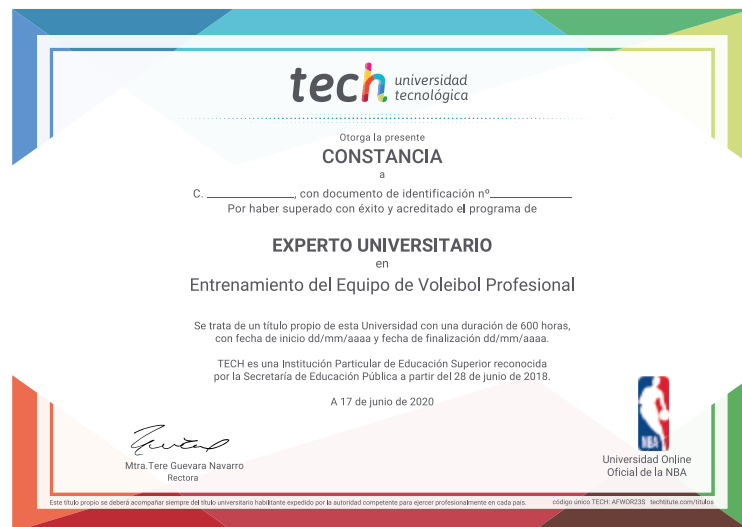 tech universidad
tecnológica
Otorga la presente
CONSTANCIA
a
C. ________________, con documento de identificación nº______________
Por haber superado con éxito y acreditado el programa de
EXPERTO UNIVERSITARIO
en
Entrenamiento del Equipo de Voleibol Profesional
Se trata de un título propio de esta Universidad con una duración de 600 horas,
con fecha de inicio dd/mm/aaaa y fecha de finalización dd/mm/aaaa.
TECH es una Institución Particular de Educación Superior reconocida
por la Secretaría de Educación Pública a partir del 28 de junio de 2018.
A 17 de junio de 2020
Mtra.Tere Guevara Navarro
Rectora
NBA
Universidad Online
Oficial de la NBA
Este título propio se deberá acompañar siempre del título universitario habilitante expedido por la autoridad competente para ejercer profesionalmente en cada país. código único TECH: AFWOR23S. techtitute.com/titulos